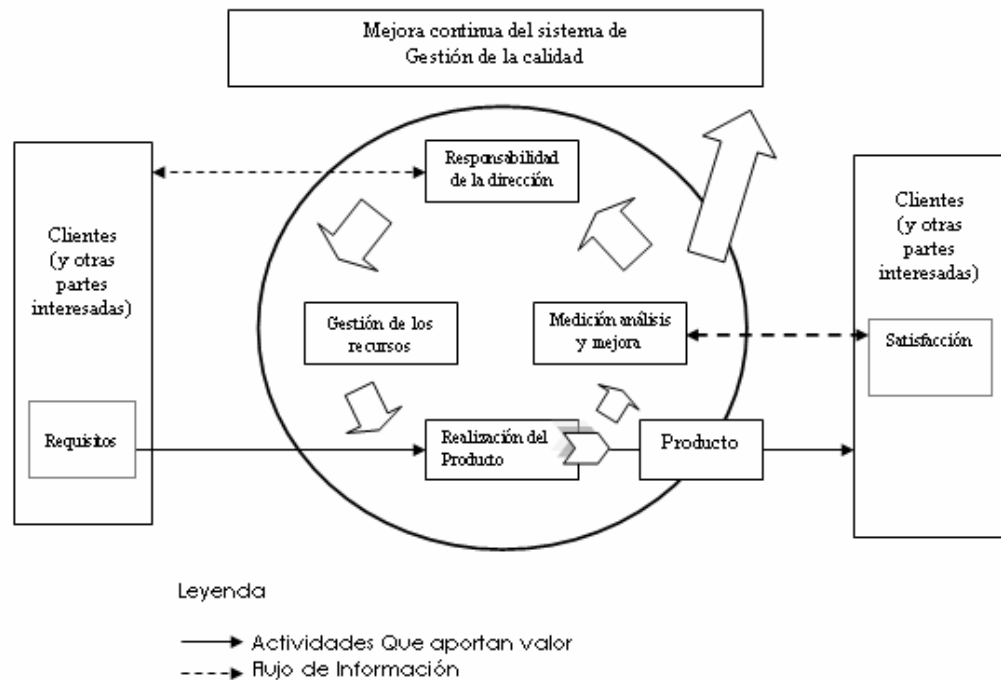 Mejora continua del sistema de
Gestión de la calidad
Responsabilidad
de la dirección
Clientes
(y otras
partes
interesadas)
Clientes
(y otras
partes
interesadas)
Gestión de los
recursos
Medición análisis
y mejora
Satisfacción
Requisitos
Realización del
Producto
Producto
Leyenda
Actividades Que aportan valor
Flujo de Información